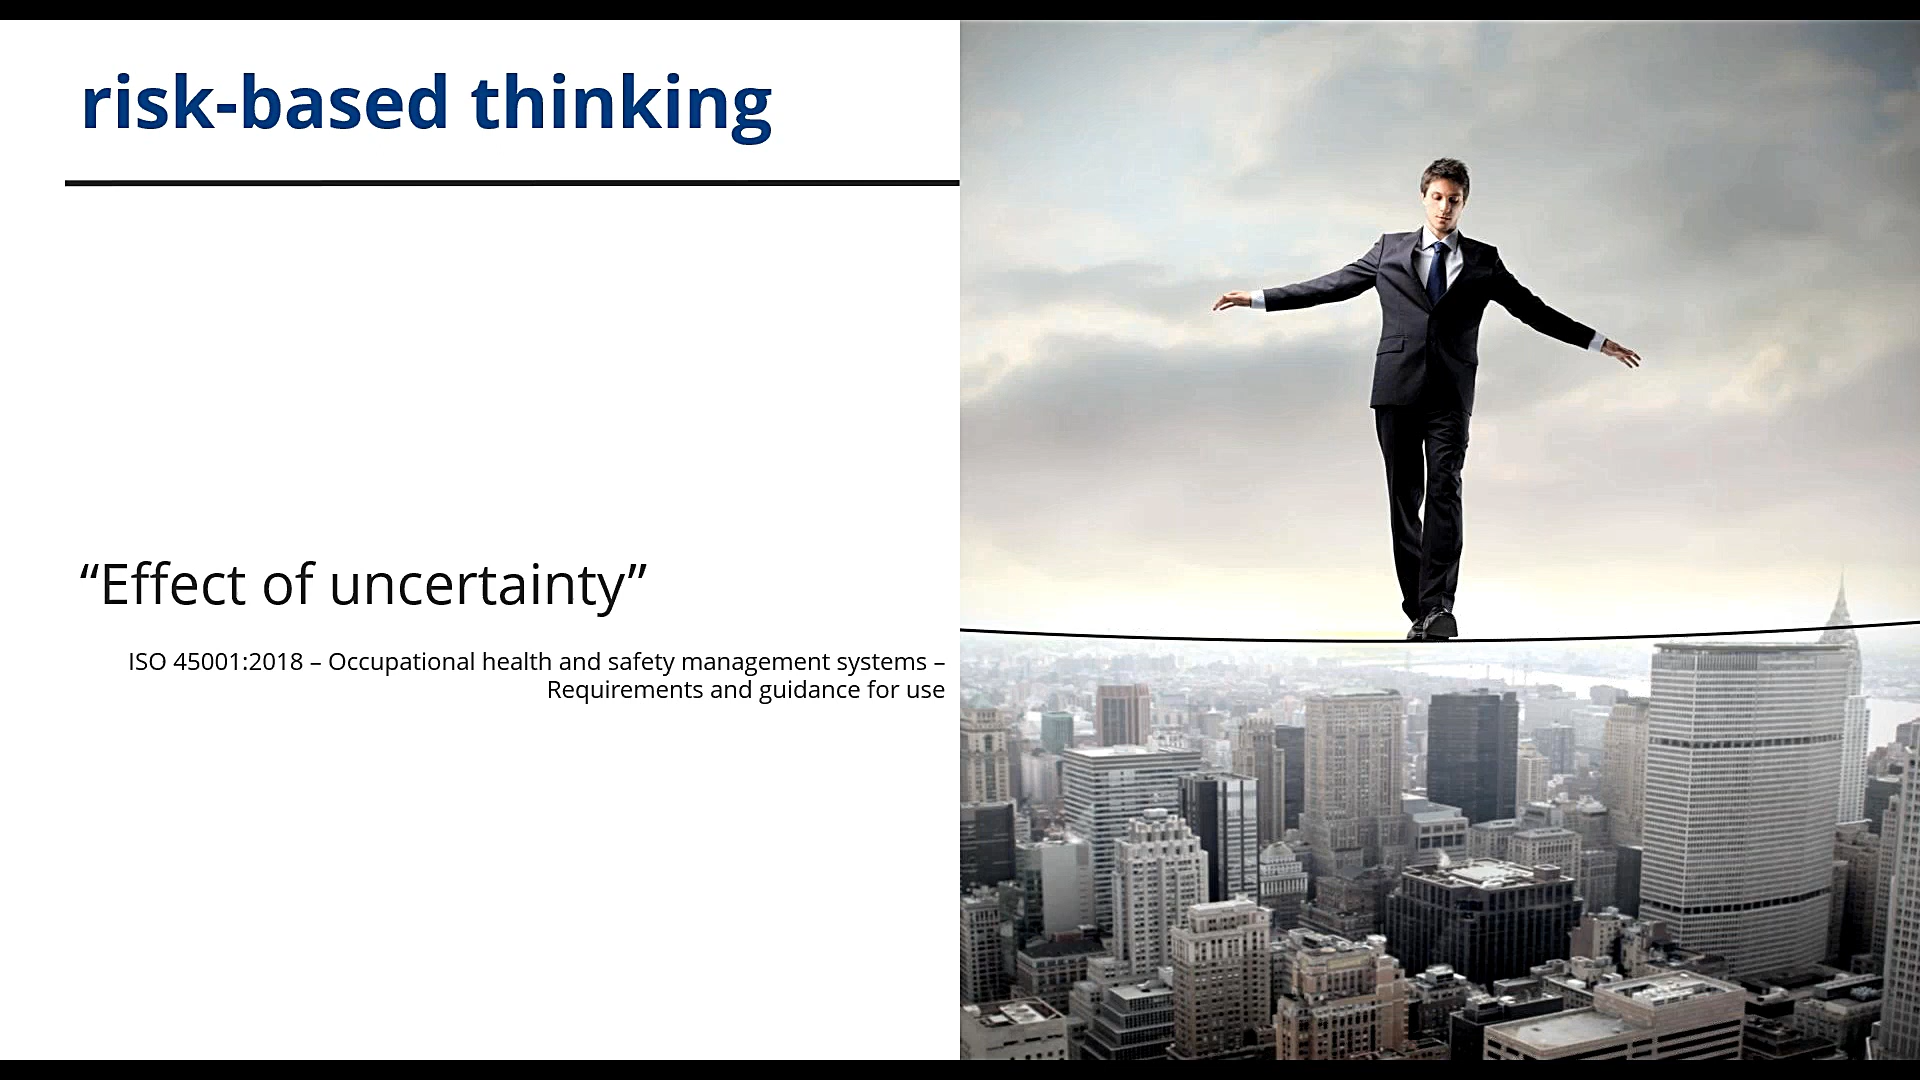 risk-based thinking
“Effect of uncertainty”
ISO 45001:2018 – Occupational health and safety management systems –
Requirements and guidance for use